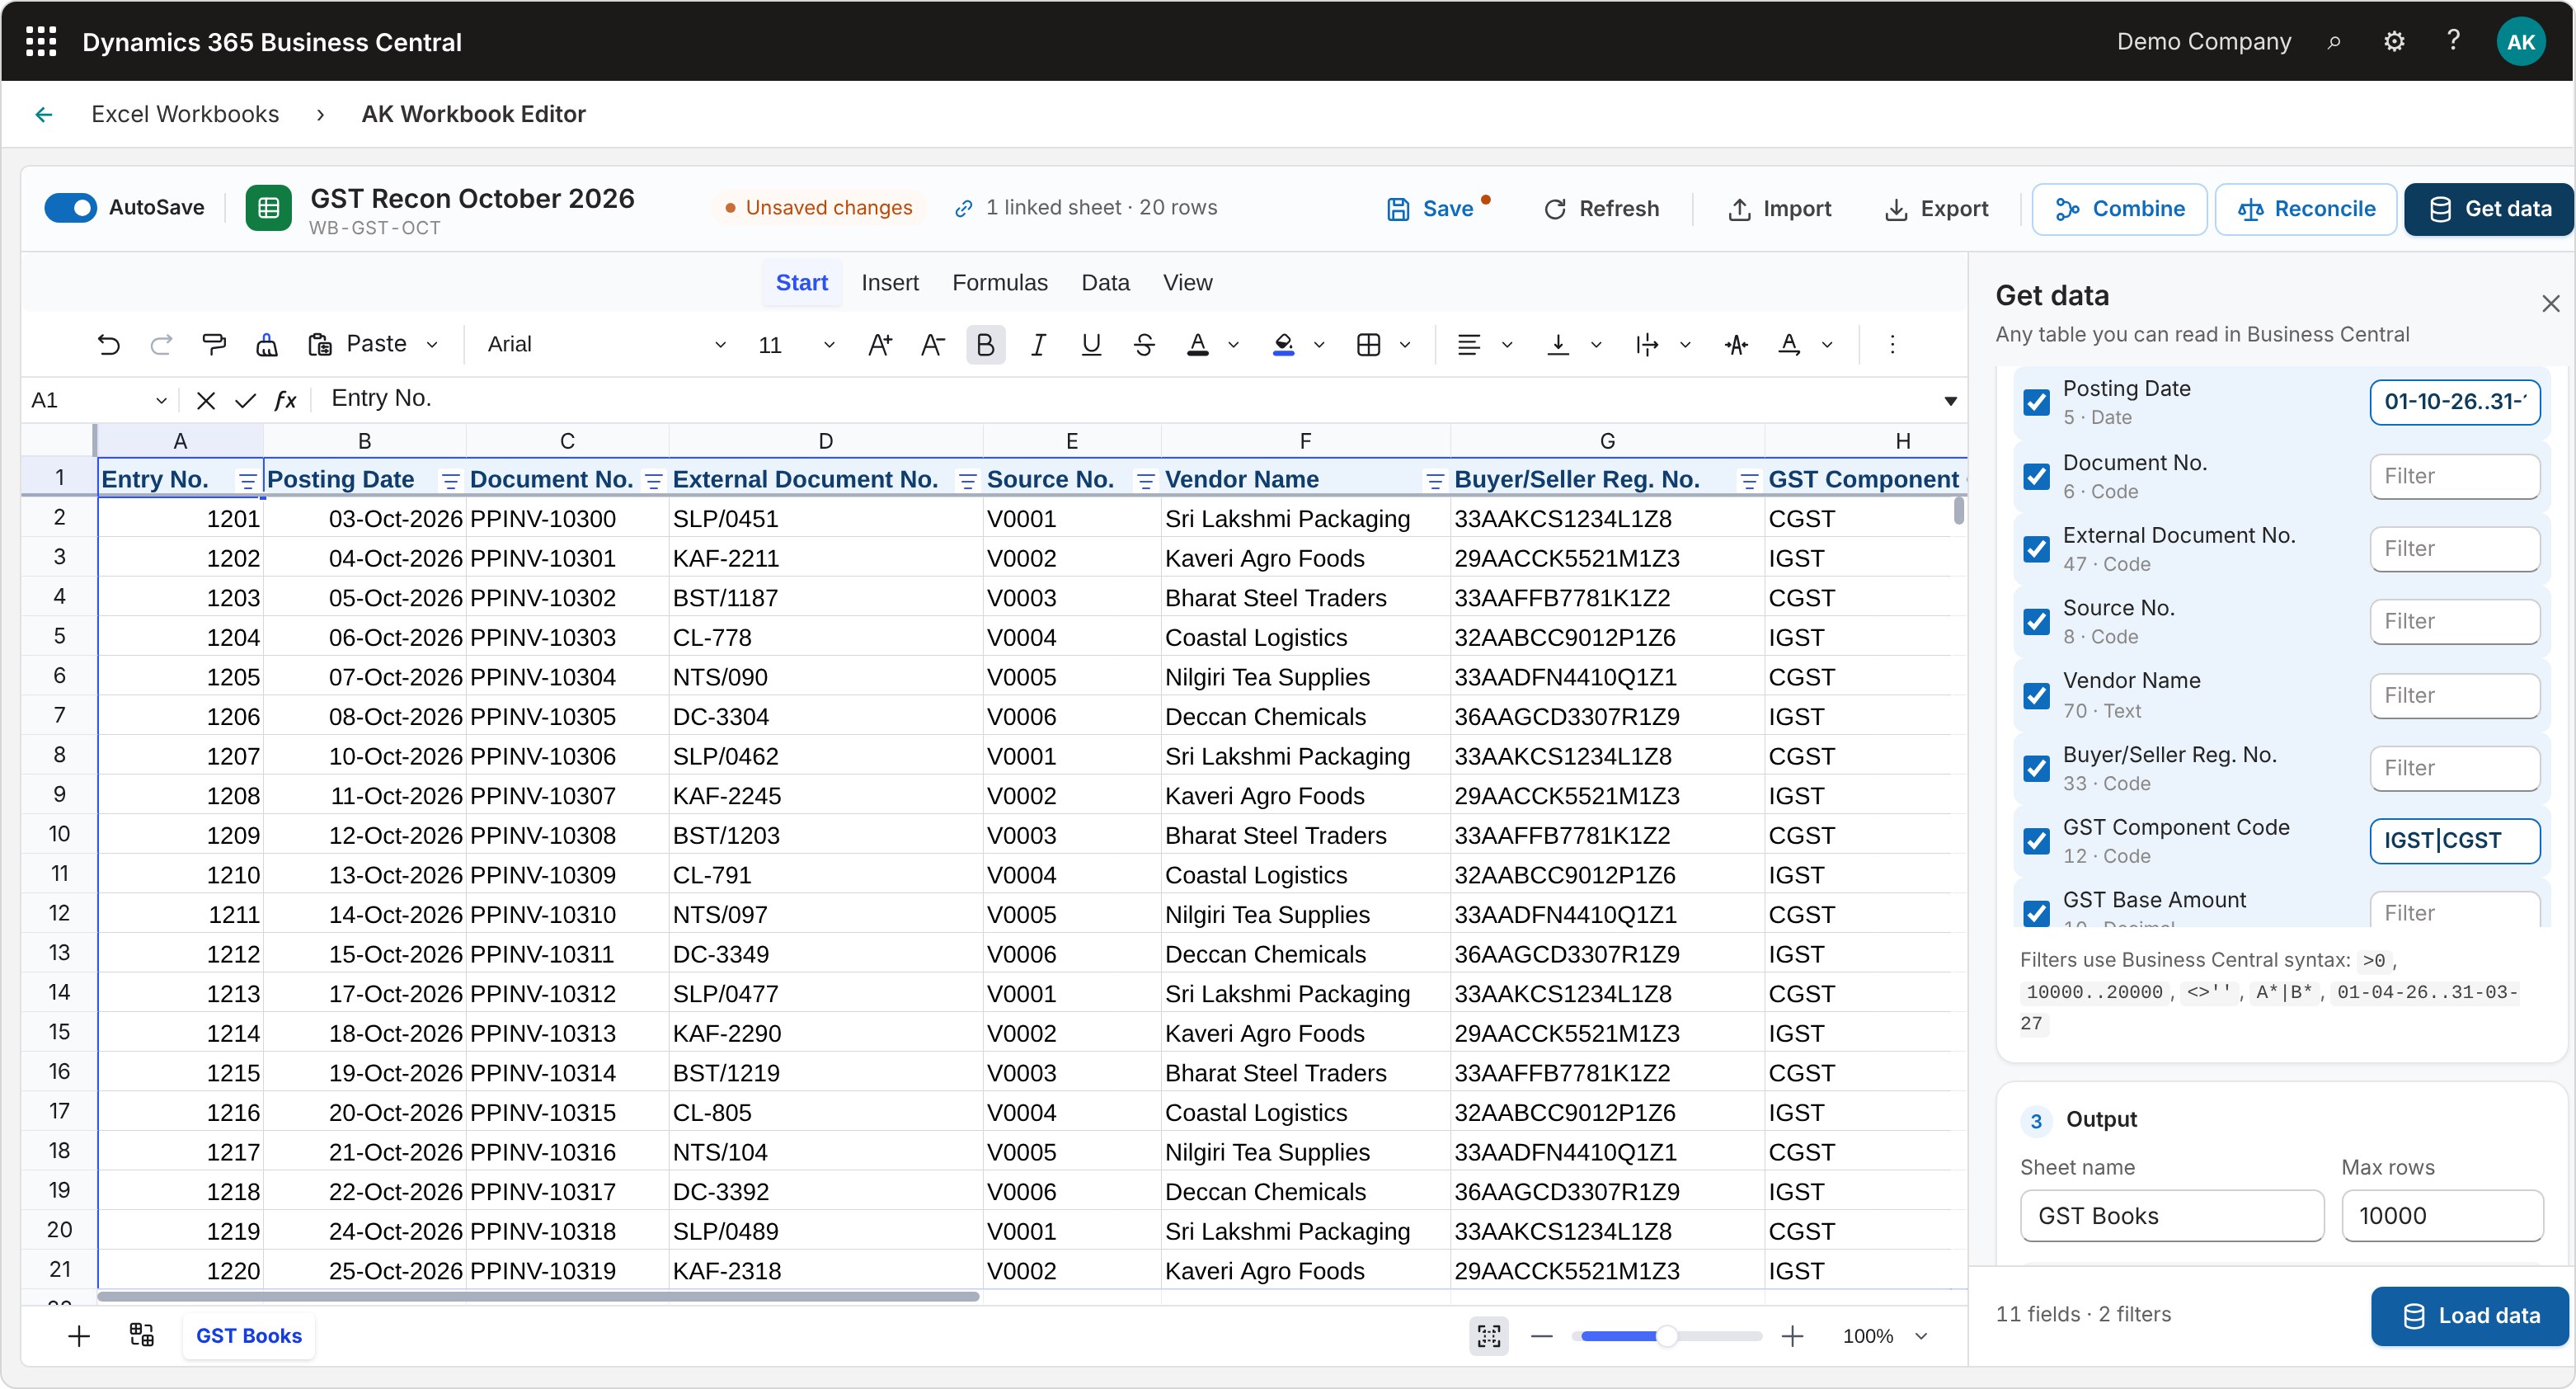 Dynamics 365 Business Central
Demo Company
?
AK
Excel Workbooks › AK Workbook Editor
AutoSave
GST Recon October 2026
WB-GST-OCT
Unsaved changes
1 linked sheet · 20 rows
Save
Refresh
Import
Export
Combine
Reconcile
Get data
Start Insert Formulas Data View
Paste
Arial
11
A1
fx
Entry No.
A B C D E F G H
1 Entry No. Posting Date Document No. External Document No. Source No. Vendor Name Buyer/Seller Reg. No. GST Component
2 1201 03-Oct-2026 PPINV-10300 SLP/0451 V0001 Sri Lakshmi Packaging 33AAKCS1234L1Z8 CGST
3 1202 04-Oct-2026 PPINV-10301 KAF-2211 V0002 Kaveri Agro Foods 29AACCK5521M1Z3 IGST
4 1203 05-Oct-2026 PPINV-10302 BST/1187 V0003 Bharat Steel Traders 33AAFFB7781K1Z2 CGST
5 1204 06-Oct-2026 PPINV-10303 CL-778 V0004 Coastal Logistics 32AABCC9012P1Z6 IGST
6 1205 07-Oct-2026 PPINV-10304 NTS/090 V0005 Nilgiri Tea Supplies 33AADFN4410Q1Z1 CGST
7 1206 08-Oct-2026 PPINV-10305 DC-3304 V0006 Deccan Chemicals 36AAGCD3307R1Z9 IGST
8 1207 10-Oct-2026 PPINV-10306 SLP/0462 V0001 Sri Lakshmi Packaging 33AAKCS1234L1Z8 CGST
9 1208 11-Oct-2026 PPINV-10307 KAF-2245 V0002 Kaveri Agro Foods 29AACCK5521M1Z3 IGST
10 1209 12-Oct-2026 PPINV-10308 BST/1203 V0003 Bharat Steel Traders 33AAFFB7781K1Z2 CGST
11 1210 13-Oct-2026 PPINV-10309 CL-791 V0004 Coastal Logistics 32AABCC9012P1Z6 IGST
12 1211 14-Oct-2026 PPINV-10310 NTS/097 V0005 Nilgiri Tea Supplies 33AADFN4410Q1Z1 CGST
13 1212 15-Oct-2026 PPINV-10311 DC-3349 V0006 Deccan Chemicals 36AAGCD3307R1Z9 IGST
14 1213 17-Oct-2026 PPINV-10312 SLP/0477 V0001 Sri Lakshmi Packaging 33AAKCS1234L1Z8 CGST
15 1214 18-Oct-2026 PPINV-10313 KAF-2290 V0002 Kaveri Agro Foods 29AACCK5521M1Z3 IGST
16 1215 19-Oct-2026 PPINV-10314 BST/1219 V0003 Bharat Steel Traders 33AAFFB7781K1Z2 CGST
17 1216 20-Oct-2026 PPINV-10315 CL-805 V0004 Coastal Logistics 32AABCC9012P1Z6 IGST
18 1217 21-Oct-2026 PPINV-10316 NTS/104 V0005 Nilgiri Tea Supplies 33AADFN4410Q1Z1 CGST
19 1218 22-Oct-2026 PPINV-10317 DC-3392 V0006 Deccan Chemicals 36AAGCD3307R1Z9 IGST
20 1219 24-Oct-2026 PPINV-10318 SLP/0489 V0001 Sri Lakshmi Packaging 33AAKCS1234L1Z8 CGST
21 1220 25-Oct-2026 PPINV-10319 KAF-2318 V0002 Kaveri Agro Foods 29AACCK5521M1Z3 IGST
GST Books
100%
Get data
Any table you can read in Business Central
Posting Date
5 · Date
01-10-26..31-
Document No.
6 · Code
Filter
External Document No.
47 · Code
Filter
Source No.
8 · Code
Filter
Vendor Name
70 · Text
Filter
Buyer/Seller Reg. No.
33 · Code
Filter
GST Component Code
12 · Code
IGST|CGST
GST Base Amount
Filter
Filters use Business Central syntax: >0,
10000..20000, <>'', A*|B*, 01-04-26..31-03-
27
3 Output
Sheet name
GST Books
Max rows
10000
11 fields · 2 filters
Load data